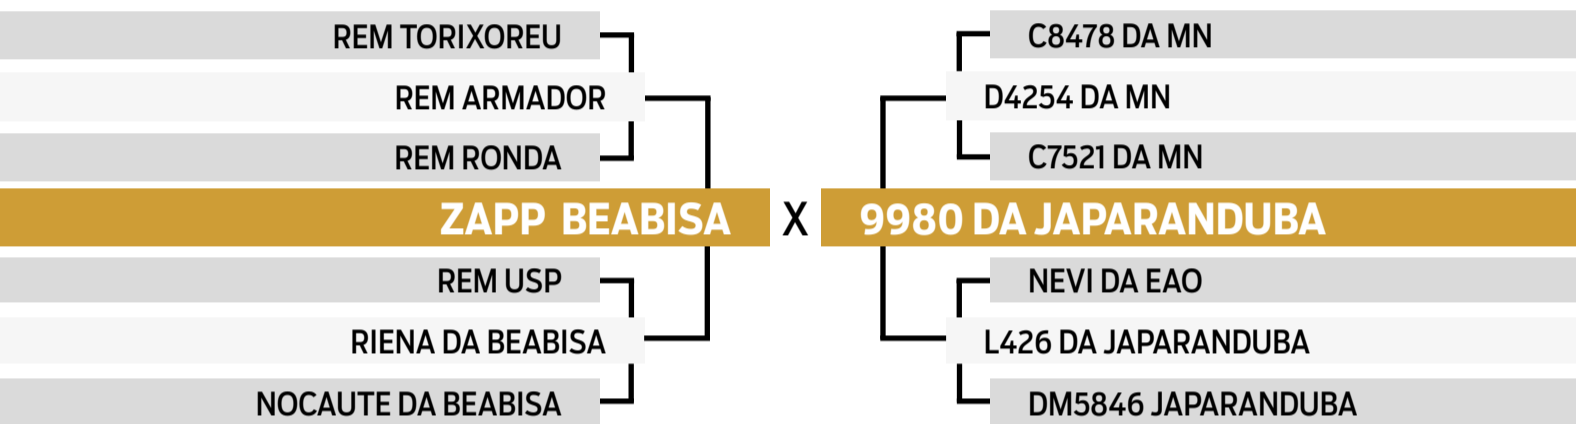 REM TORIXOREU
REM ARMADOR
REM RONDA
ZAPP BEABISA
REM USP
RIENA DA BEABISA
NOCAUTE DA BEABISA
X
C8478 DA MN
D4254 DA MN
C7521 DA MN
9980 DA JAPARANDUBA
NEVI DA EAO
L426 DA JAPARANDUBA
DM5846 JAPARANDUBA